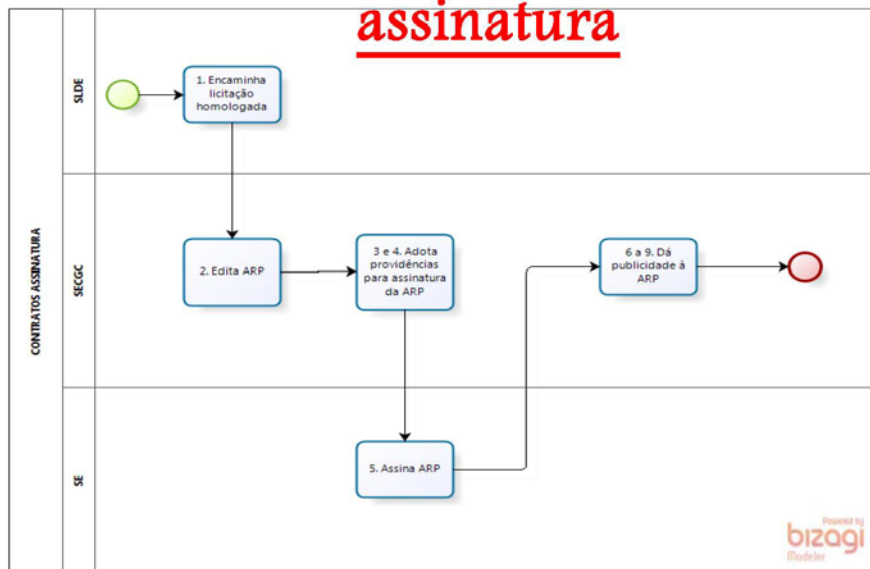 assinatura
CONTRATOS ASSINATURA
SLDE
1. Encaminha
licitação
homologada
SECGC
2. Edita ARP
3 e 4. Adota
providências
para assinatura
da ARP
6 a 9. Dá
publicidade à
ARP
SE
5. Assina ARP
Powered by
bizagi
Modeler